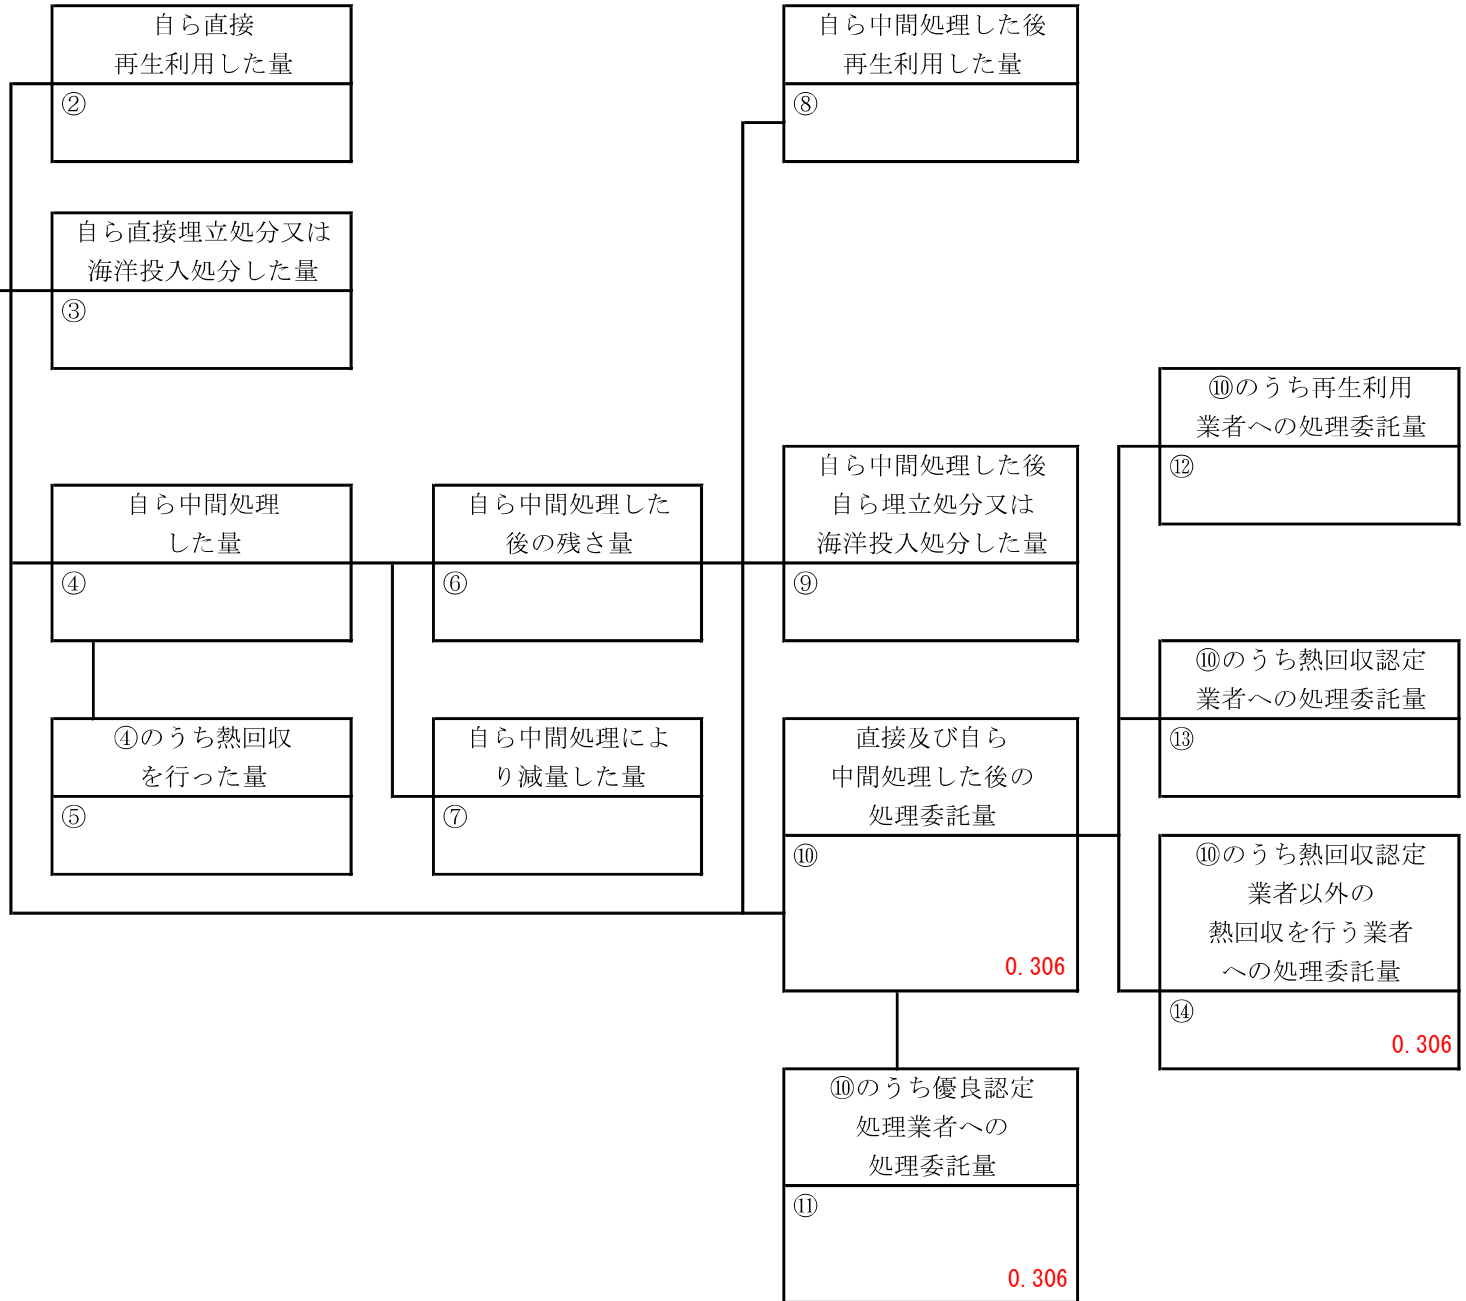 自ら直接
再生利用した量
②
自ら直接埋立処分又は
海洋投入処分した量
③
自ら中間処理
した量
④
④のうち熱回収
を行った量
⑤
自ら中間処理した
後の残さ量
⑥
自ら中間処理によ
り減量した量
⑦
自ら中間処理した後
再生利用した量
⑧
自ら中間処理した後
自ら埋立処分又は
海洋投入処分した量
⑨
直接及び自ら
中間処理した後の
処理委託量
⑩
0.306
⑩のうち優良認定
処理業者への
処理委託量
⑪
0.306
⑩のうち再生利用
業者への処理委託量
⑫
⑩のうち熱回収認定
業者への処理委託量
⑬
⑩のうち熱回収認定
業者以外の
熱回収を行う業者
への処理委託量
⑭
0.306